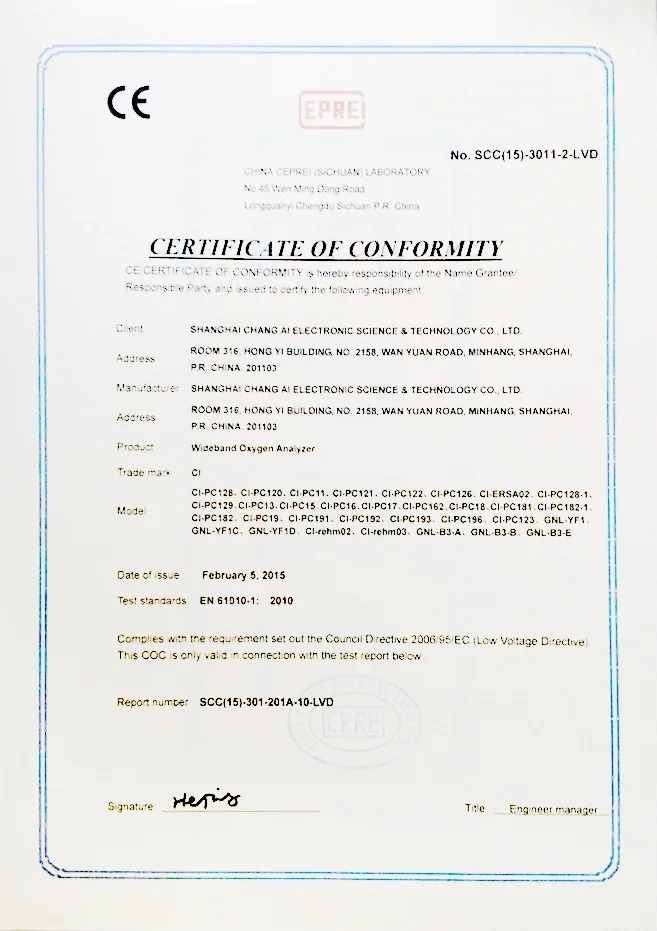 CE
EPREI
No. SCC(15)-3011-2-LVD
CHINA CEPREI (SICHUAN) LABORATORY
No.45 Wen Ming Dong Road
Longquanyi Chengdu Sichuan P.R. China
CERTIFICATE OF CONFORMITY
CE CERTIFICATE OF CONFORMITY is hereby responsibility of the Name Grantee/
Responsible Party and issued to certify the following equipment
Client SHANGHAI CHANG AI ELECTRONIC SCIENCE & TECHNOLOGY CO., LTD.
Address ROOM 316, HONG YI BUILDING, NO. 2158, WAN YUAN ROAD, MINHANG, SHANGHAI,
P.R. CHINA. 201103
Manufacturer SHANGHAI CHANG AI ELECTRONIC SCIENCE & TECHNOLOGY CO., LTD.
Address ROOM 316, HONG YI BUILDING, NO. 2158, WAN YUAN ROAD, MINHANG, SHANGHAI,
P.R. CHINA. 201103
Product Wideband Oxygen Analyzer
Trade mark CI
Model CI-PC128, CI-PC120, CI-PC11, CI-PC121, CI-PC122, CI-PC126, CI-ERSA02, CI-PC128-1,
CI-PC129, CI-PC13, CI-PC15, CI-PC16, CI-PC17, CI-PC162, CI-PC18, CI-PC181, CI-PC182-1,
CI-PC182, CI-PC19, CI-PC191, CI-PC192, CI-PC193, CI-PC196, CI-PC123, GNL-YF1,
GNL-YF1C, GNL-YF1D, CI-rehm02, CI-rehm03, GNL-B3-A, GNL-B3-B, GNL-B3-E
Date of issue February 5, 2015
Test standards EN 61010-1: 2010
Complies with the requirement set out the Council Directive 2006/95/EC (Low Voltage Directive).
This COC is only valid in connection with the test report below:
Report number SCC(15)-301-201A-10-LVD
EPREI
Signature:
Title: Engineer manager